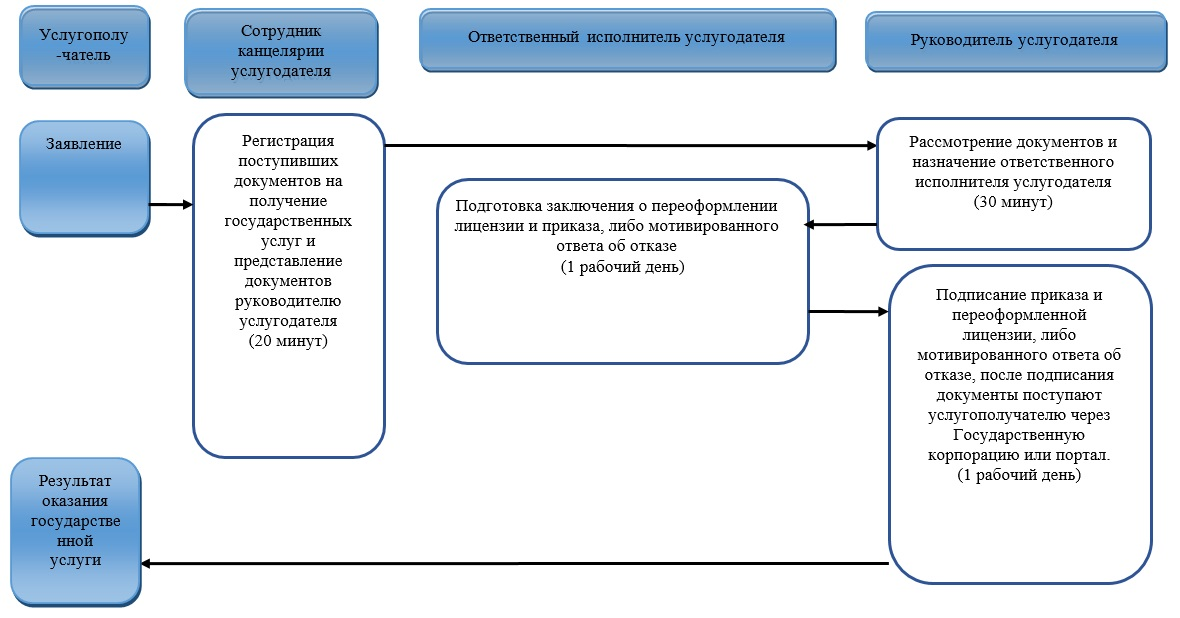 Услугополу
-чатель
Сотрудник
канцелярии
услугодателя
Ответственный исполнитель услугодателя
Руководитель услугодателя
Заявление
Регистрация
поступивших
документов на
получение
государственных
услуг и
представление
документов
руководителю
услугодателя
(20 минут)
Подготовка заключения о переоформлении
лицензии и приказа, либо мотивированного
ответа об отказе
(1 рабочий день)
Рассмотрение документов и
назначение ответственного
исполнителя услугодателя
(30 минут)
Подписание приказа и
переоформленной
лицензии, либо
мотивированного ответа об
отказе, после подписания
документы поступают
услугополучателю через
Государственную
корпорацию или портал.
(1 рабочий день)
Результат
оказания
государстве
нной
услуги